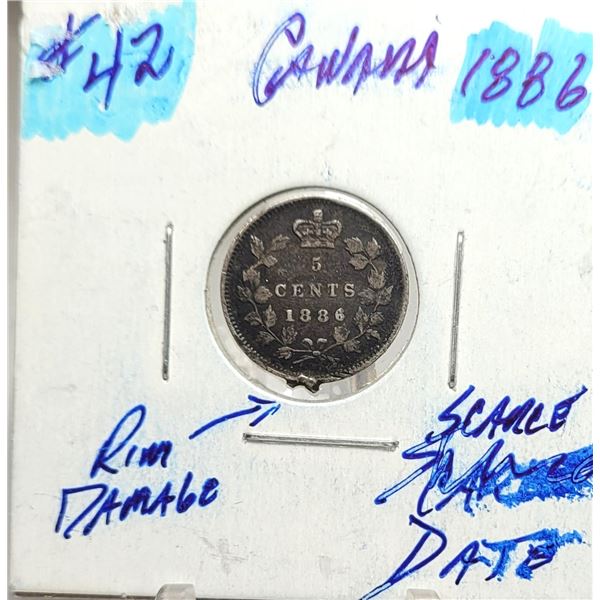 #42 CANADA 1886
5
CENTS
1886
RIM
DAMAGE
SCARCE
DATE